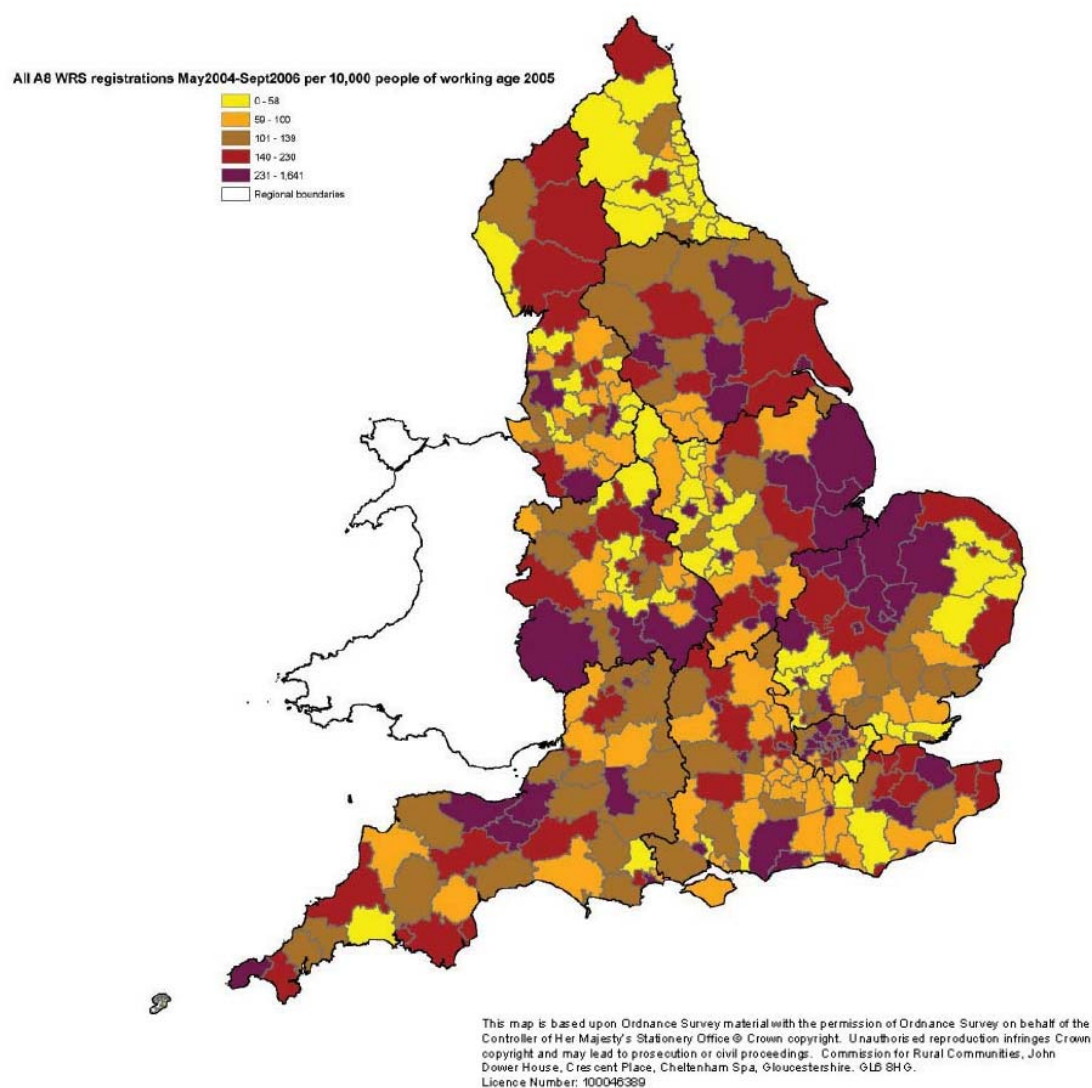 All A8 WRS registrations May2004-Sept2006 per 10,000 people of working age 2005
0 - 58
59 - 100
101 - 139
140 - 230
231 - 1,641
Regional boundaries
This map is based upon Ordnance Survey material with the permission of Ordnance Survey on behalf of the
Controller of Her Majesty's Stationery Office © Crown copyright. Unauthorised reproduction infringes Crown
copyright and may lead to prosecution or civil proceedings. Commission for Rural Communities, John
Dower House, Crescent Place, Cheltenham Spa, Gloucestershire. GL5 8HG.
Licence Number: 100046389